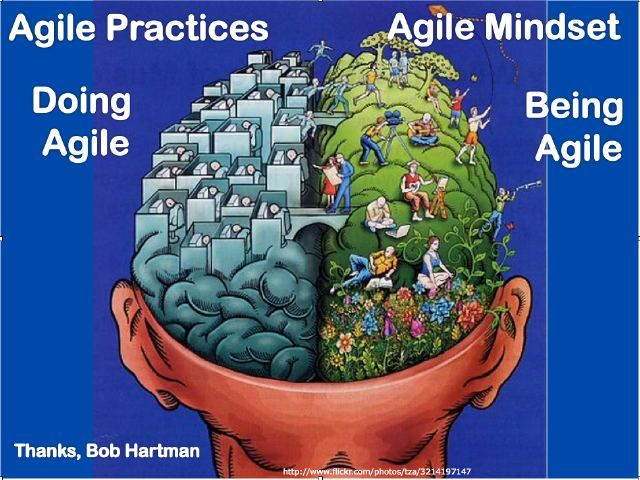 Agile Practices
Agile Mindset
Doing
Agile
Being
Agile
Thanks, Bob Hartman
http://www.flickr.com/photos/tza/3214197147